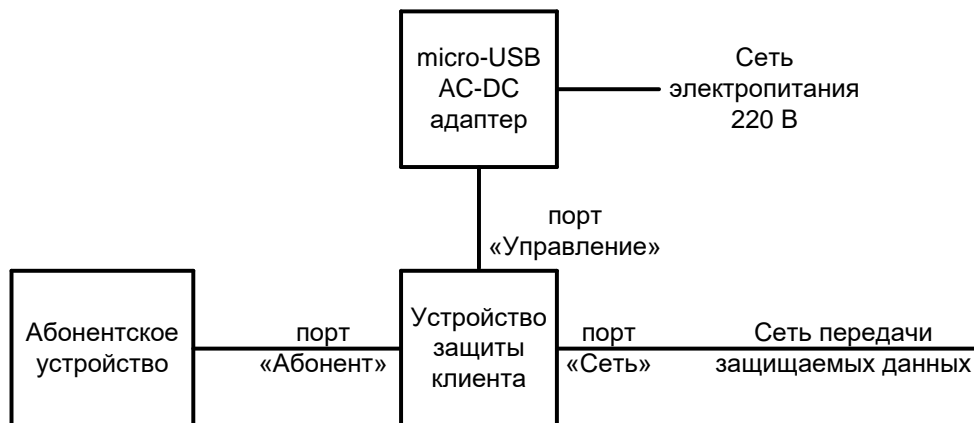 micro-USB
AC-DC
адаптер
Сеть
электропитания
220 В
порт
«Управление»
Абонентское
устройство
порт
«Абонент»
Устройство
защиты
клиента
порт
«Сеть»
Сеть передачи
защищаемых данных